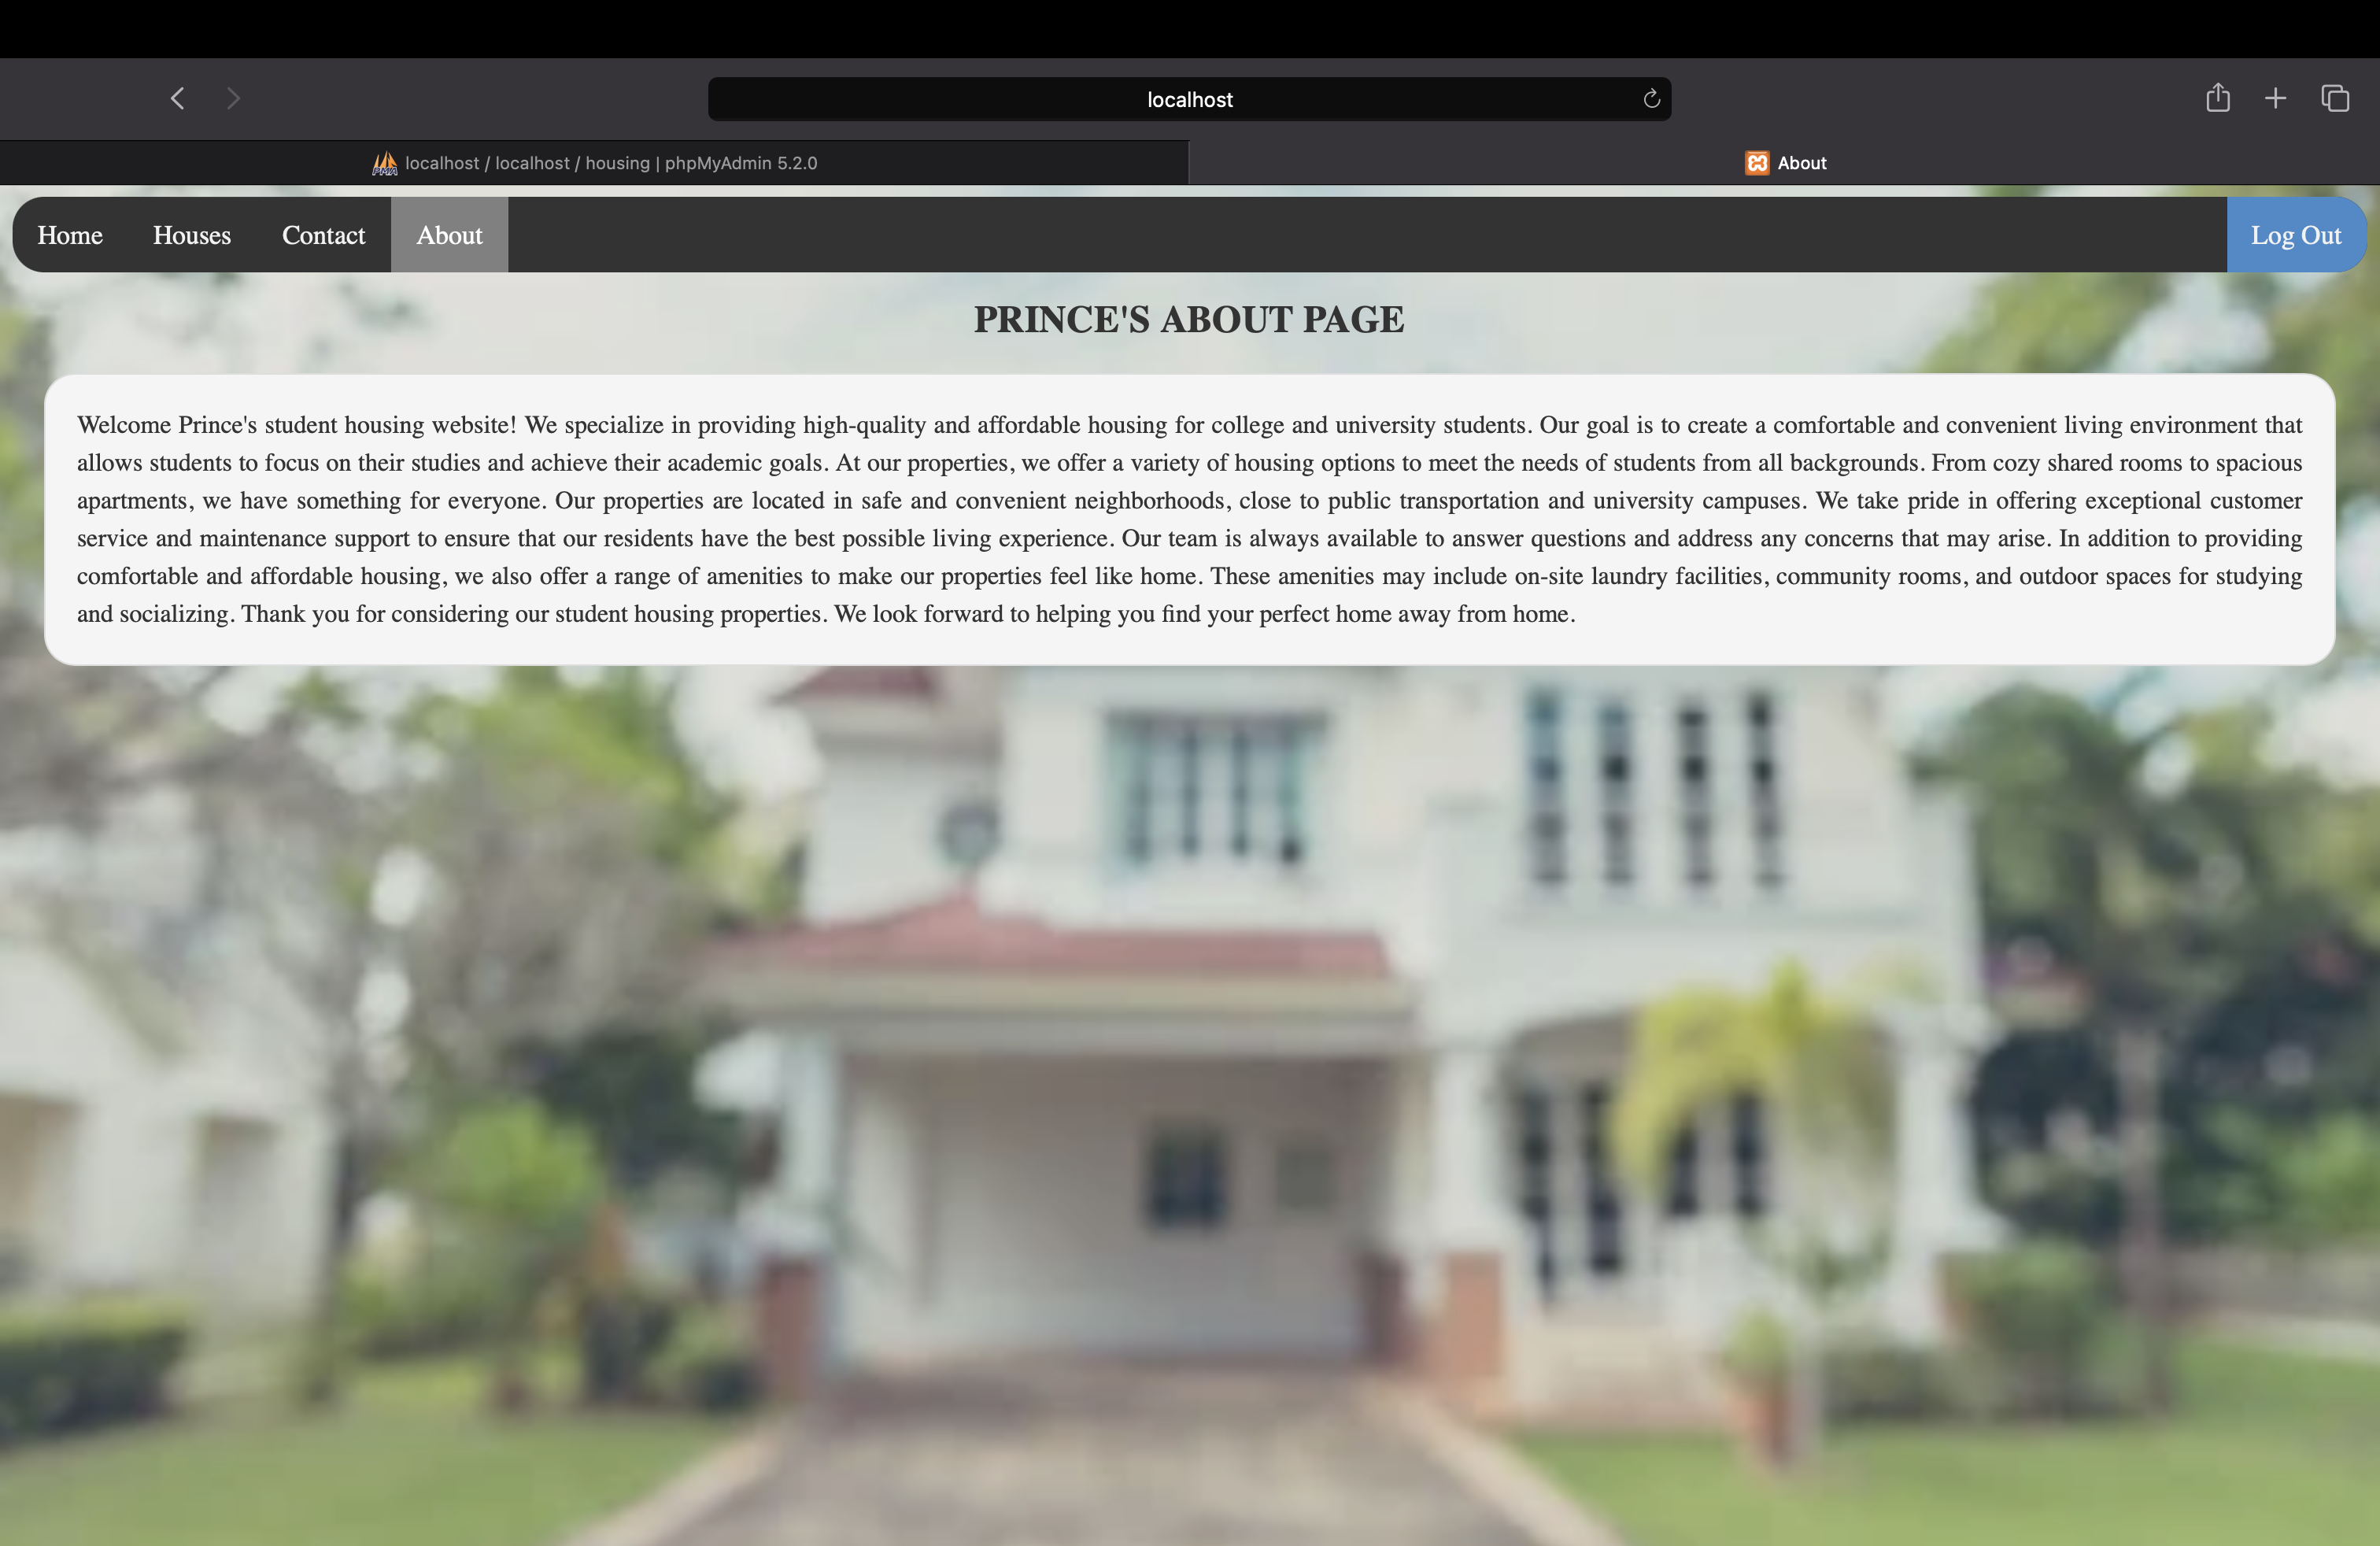 localhost
localhost / localhost / housing | phpMyAdmin 5.2.0
About
Home Houses Contact About Log Out
PRINCE'S ABOUT PAGE
Welcome Prince's student housing website! We specialize in providing high-quality and affordable housing for college and university students. Our goal is to create a comfortable and convenient living environment that
allows students to focus on their studies and achieve their academic goals. At our properties, we offer a variety of housing options to meet the needs of students from all backgrounds. From cozy shared rooms to spacious
apartments, we have something for everyone. Our properties are located in safe and convenient neighborhoods, close to public transportation and university campuses. We take pride in offering exceptional customer
service and maintenance support to ensure that our residents have the best possible living experience. Our team is always available to answer questions and address any concerns that may arise. In addition to providing
comfortable and affordable housing, we also offer a range of amenities to make our properties feel like home. These amenities may include on-site laundry facilities, community rooms, and outdoor spaces for studying
and socializing. Thank you for considering our student housing properties. We look forward to helping you find your perfect home away from home.